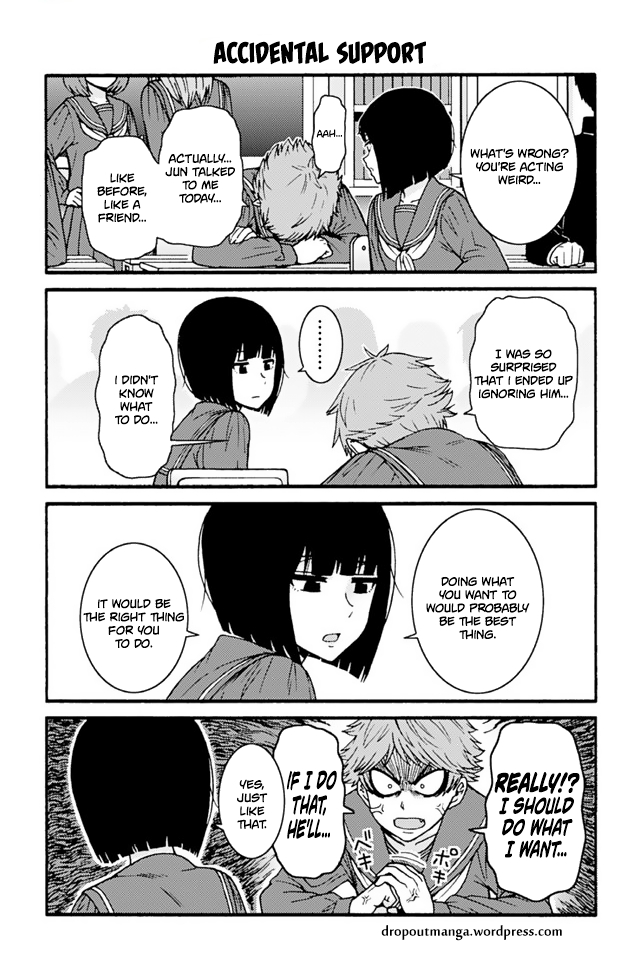 ACCIDENTAL SUPPORT
WHAT'S WRONG?
YOU'RE ACTING
WEIRD...
AAH...
ACTUALLY...
JUN TALKED
TO ME
TODAY...
LIKE
BEFORE,
LIKE A
FRIEND...
I WAS SO
SURPRISED
THAT I ENDED UP
IGNORING HIM...
........
I DIDN'T
KNOW
WHAT
TO DO...
DOING WHAT
YOU WANT TO
WOULD PROBABLY
BE THE BEST
THING.
IT WOULD BE
THE RIGHT THING
FOR YOU
TO DO.
REALLY!?
I SHOULD
DO WHAT
I WANT...
IF I DO
THAT,
HE'LL...
ポキ
ベキ
YES,
JUST
LIKE
THAT.
dropoutmanga.wordpress.com